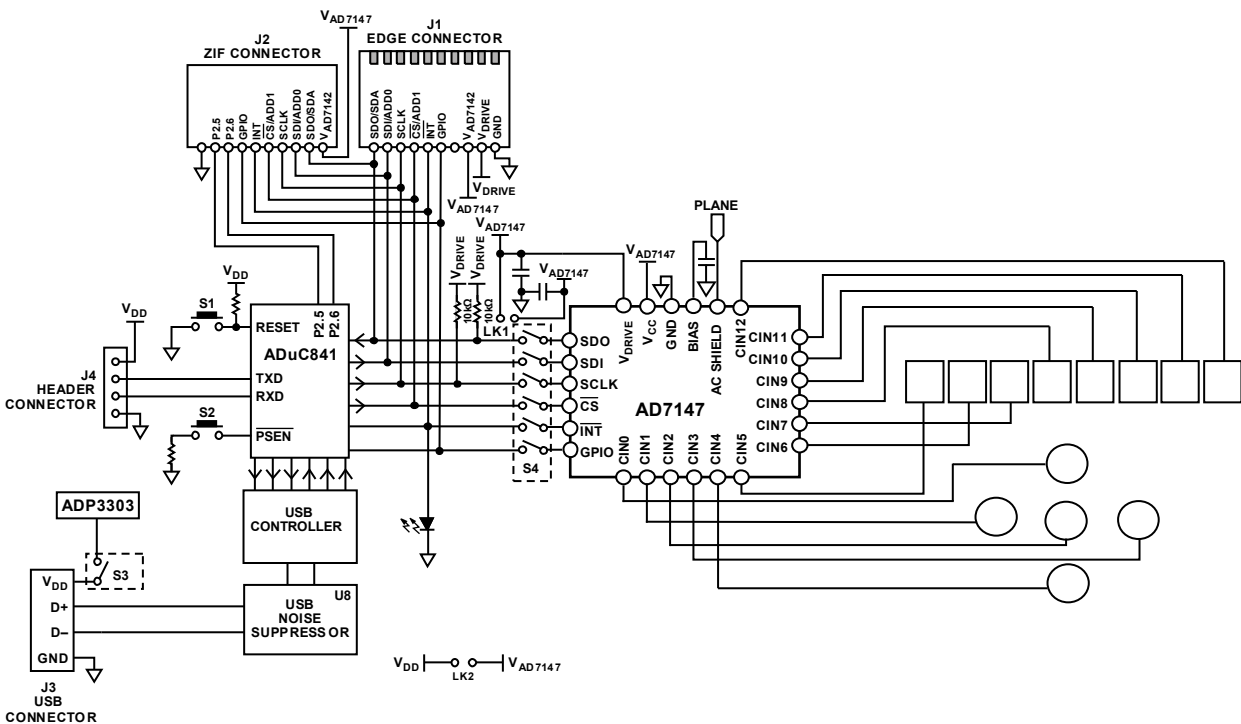 VAD7147
J2
ZIF CONNECTOR
J1
EDGE CONNECTOR
P2.5
P2.6
GPIO
INT
CS/ADD1
SCLK
SDI/ADD0
SDO/SDA
VAD7142
SDO/SDA
SDI/ADD0
SCLK
CS/ADD1
INT
GPIO
VAD7142
VDRIVE
GND
VDRIVE
VAD7147
VAD7147
PLANE
VDRIVE
VDRIVE
VAD7147
VAD7147
10kΩ
10kΩ
LK1
VDD
S1
VDD
J4
HEADER
CONNECTOR
RESET
P2.5
P2.6
ADuC841
TXD
RXD
S2
PSEN
S4
SDO
SDI
SCLK
CS
INT
GPIO
VDRIVE
VCC
GND
BIAS
AC SHIELD
CIN12
AD7147
CIN11
CIN10
CIN9
CIN8
CIN7
CIN6
CIN0
CIN1
CIN2
CIN3
CIN4
CIN5
USB
CONTROLLER
ADP3303
S3
U8
USB
NOISE
SUPPRESSOR
VDD
D+
D–
GND
J3
USB
CONNECTOR
VDD
LK2
VAD7147